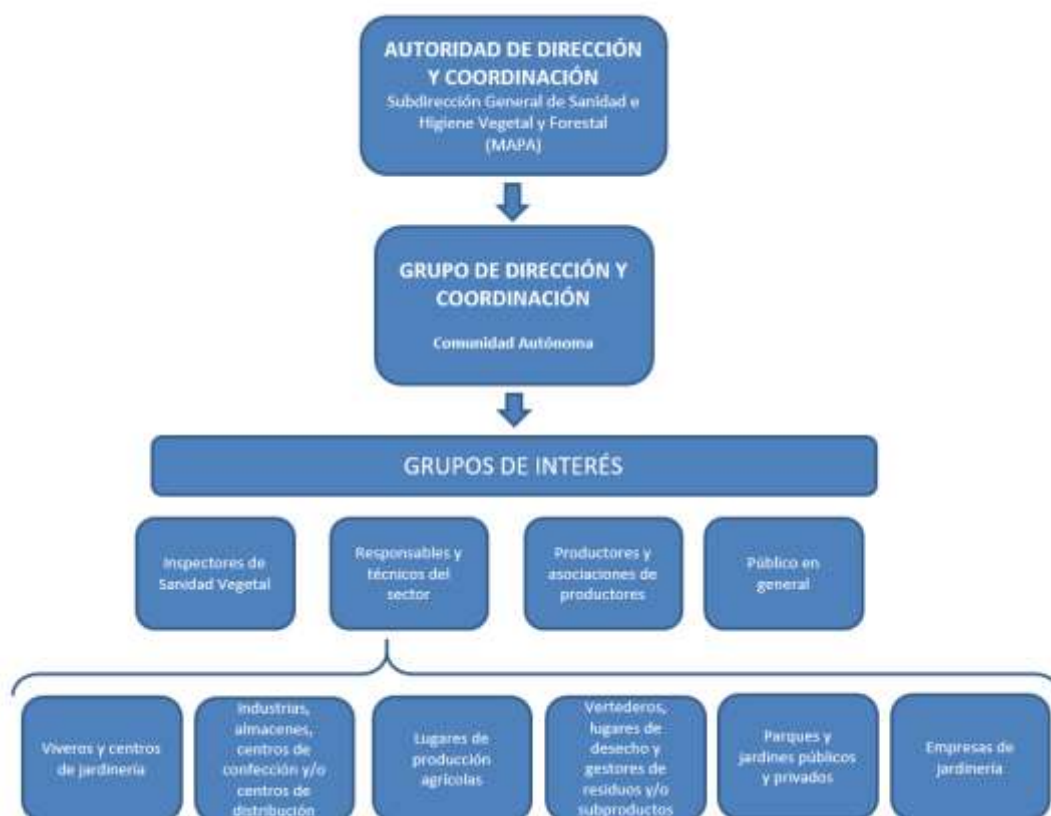 AUTORIDAD DE DIRECCIÓN
Y COORDINACIÓN
Subdirección General de Sanidad e
Higiene Vegetal y Forestal
(MAPA)
GRUPO DE DIRECCIÓN Y
COORDINACIÓN
Comunidad Autónoma
GRUPOS DE INTERÉS
Inspectores de
Sanidad Vegetal
Responsables y
técnicos del
sector
Productores y
asociaciones de
productores
Público en
general
Viveros y centros
de jardinería
Industrias,
almacenes,
centros de
confección y/o
centros de
distribución
Lugares de
producción
agrícolas
Vertederos,
lugares de
desecho y
gestores de
residuos y/o
subproductos
Parques y
jardines públicos
y privados
Empresas de
jardinería